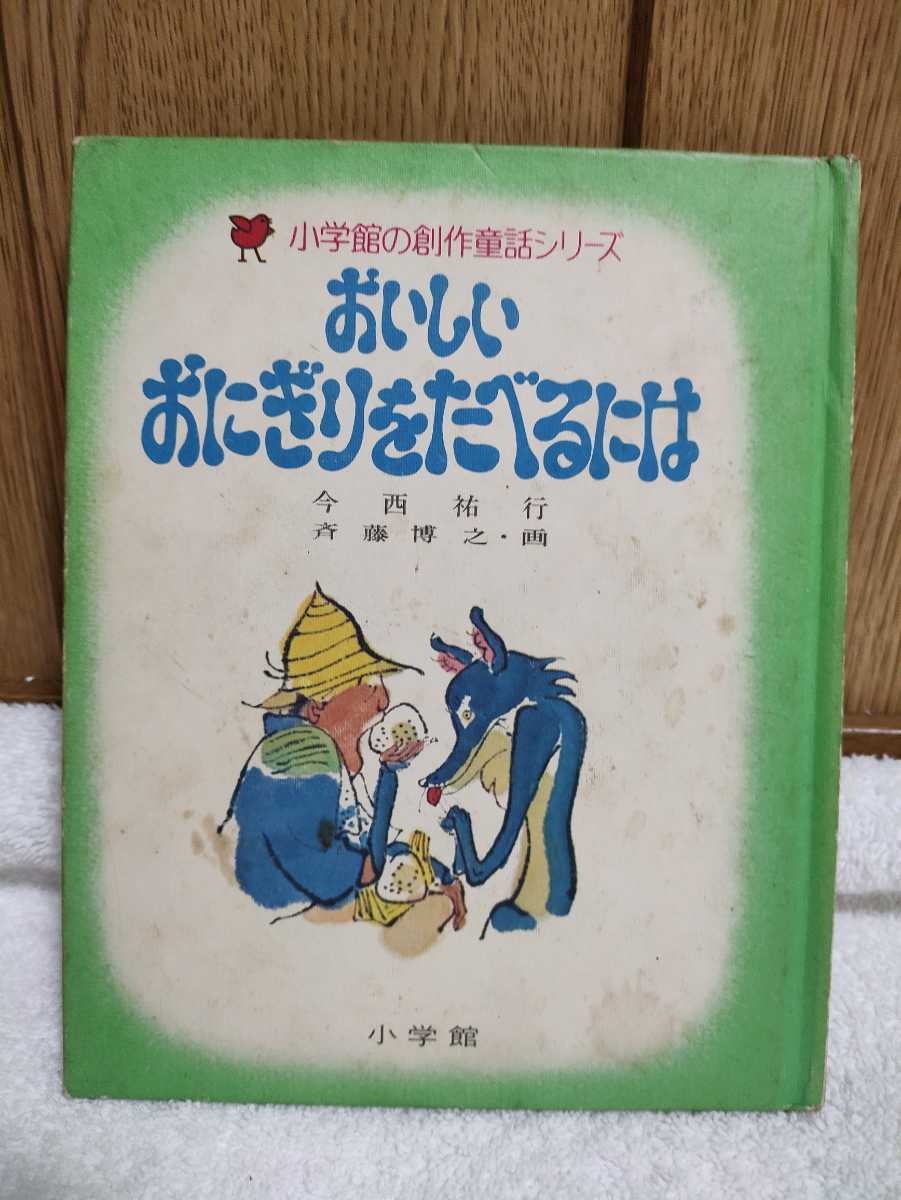 小学館の創作童話シリーズ
おいしい
おにぎりをたべるには
今西祐行
斉藤博之・画
小学館